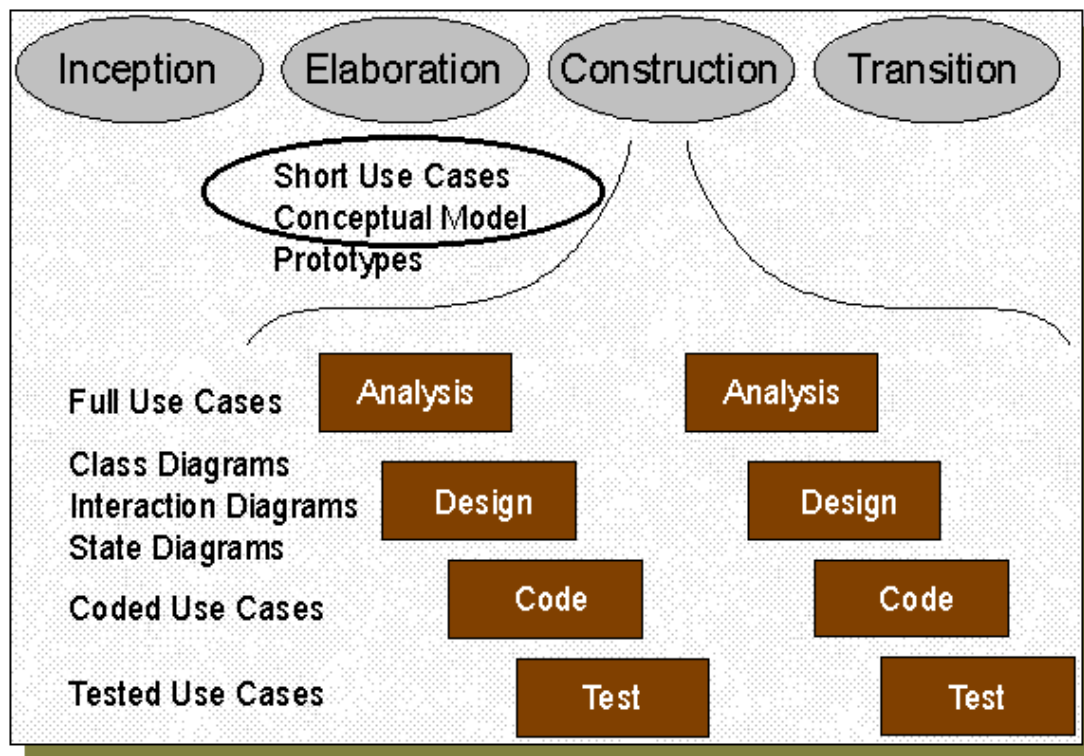 Inception Elaboration Construction Transition
Short Use Cases
Conceptual Model
Prototypes
Full Use Cases Analysis Analysis
Class Diagrams
Interaction Diagrams Design Design
State Diagrams
Coded Use Cases Code Code
Tested Use Cases Test Test